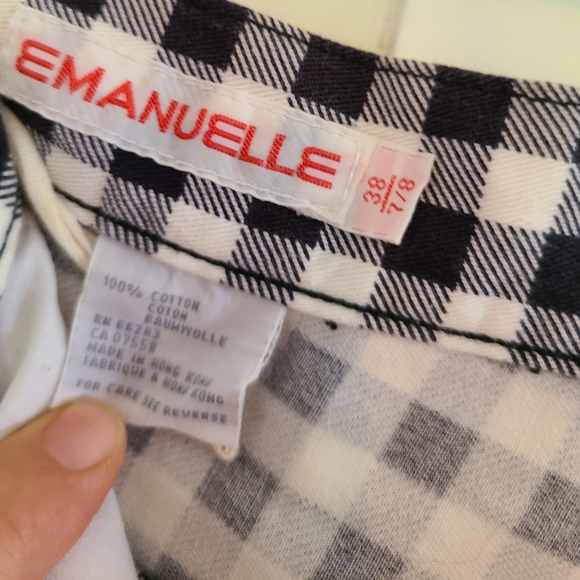 EMANUELLE
38
7/8
100% COTTON
COTON
BAUMWOLLE
RN 66283
CA 07558
MADE IN HONG KONG
FABRIQUE A HONG KONG
FOR CARE SEE REVERSE